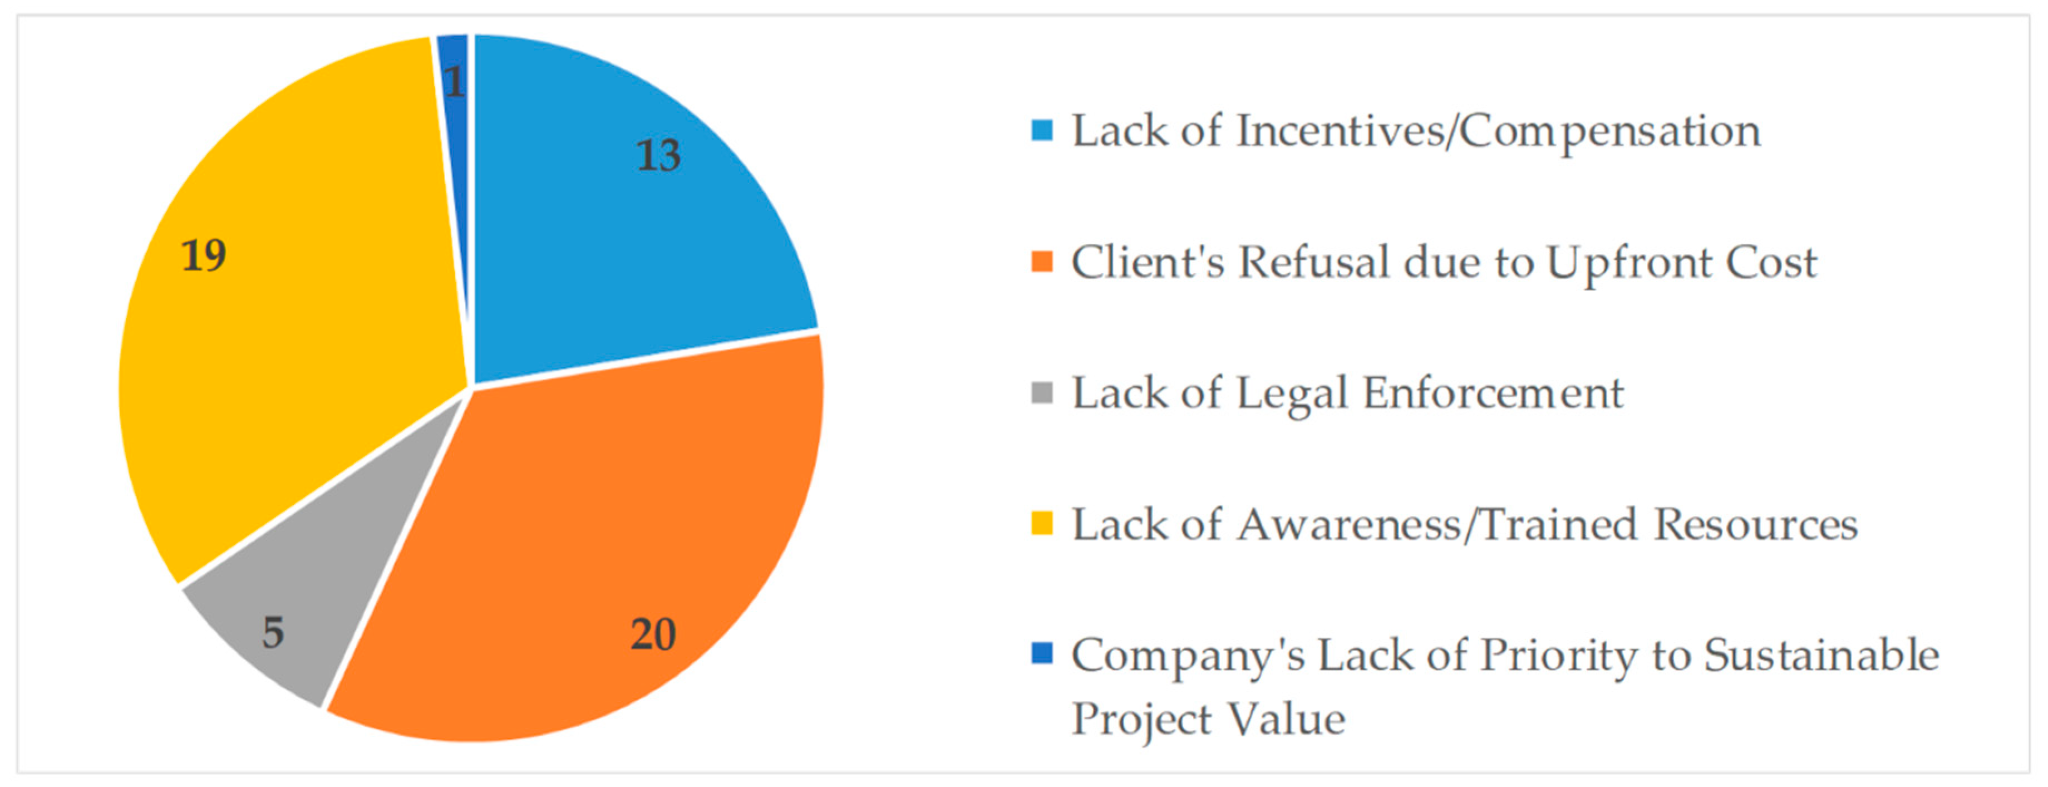 1
13
19
5
20
Lack of Incentives/Compensation
Client's Refusal due to Upfront Cost
Lack of Legal Enforcement
Lack of Awareness/Trained Resources
Company's Lack of Priority to Sustainable
Project Value